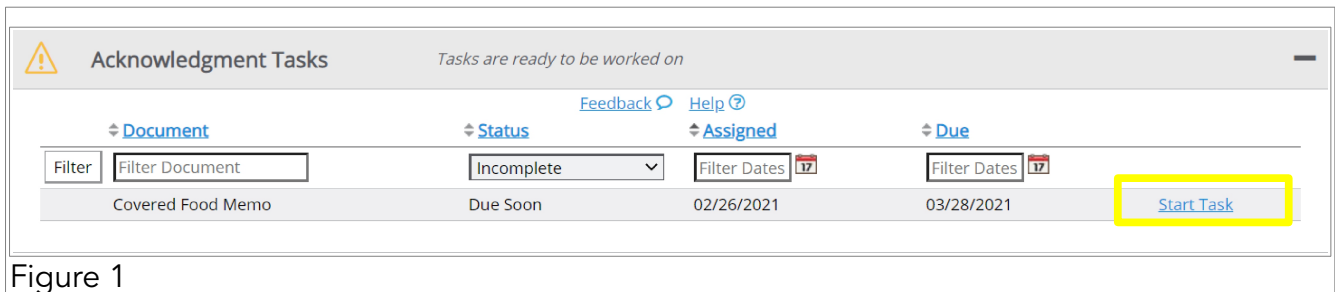 Acknowledgment Tasks Tasks are ready to be worked on
Feedback Help
Document Status Assigned Due
Filter Filter Document Incomplete Filter Dates 17 Filter Dates 17
Covered Food Memo Due Soon 02/26/2021 03/28/2021 Start Task
Figure 1